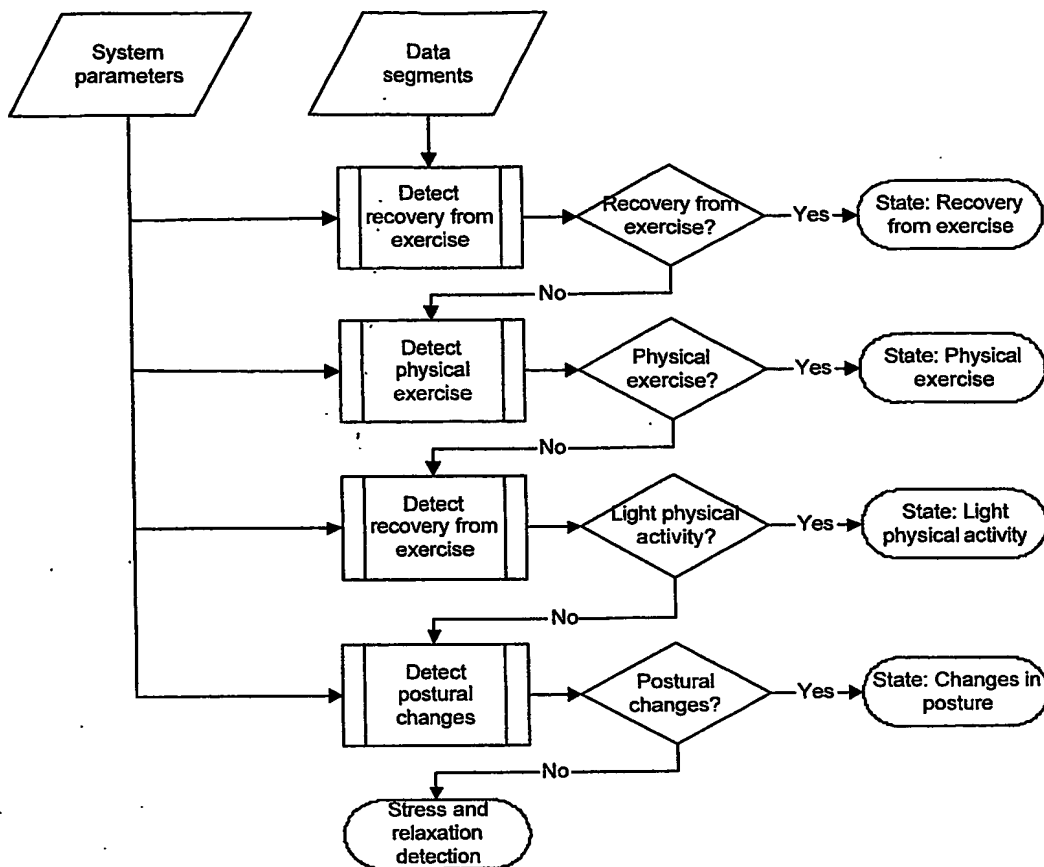 System
parameters
Data
segments
Detect
recovery from
exercise
Recovery from
exercise?
Yes
State: Recovery
from exercise
No
Detect
physical
exercise
Physical
exercise?
Yes
State: Physical
exercise
No
Detect
recovery from
exercise
Light physical
activity?
Yes
State: Light
physical activity
No
Detect
postural
changes
Postural
changes?
Yes
State: Changes in
posture
No
Stress and
relaxation
detection